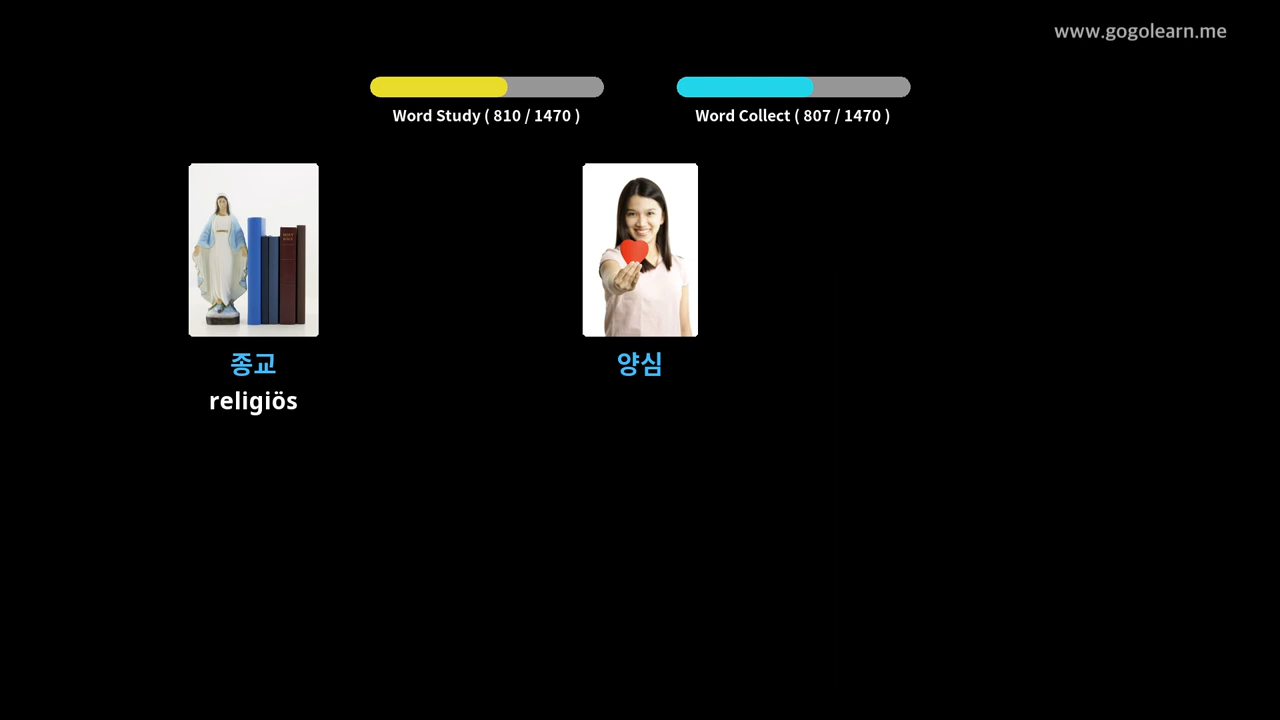 www.gogolearn.me
Word Study ( 810 / 1470 )
Word Collect ( 807 / 1470 )
종교
religiös
양심